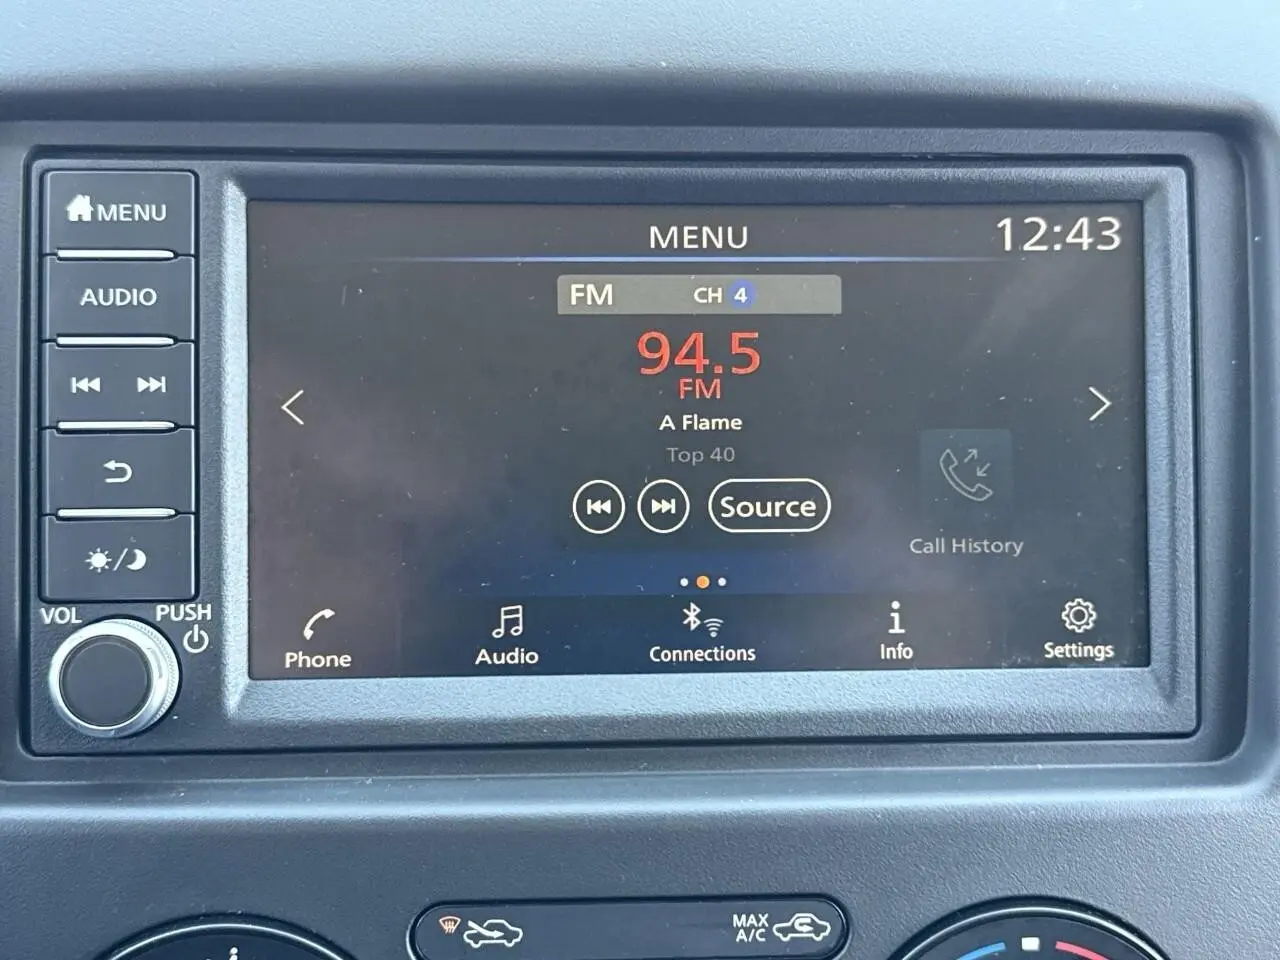 MENU
AUDIO
VOL
PUSH
MENU
12:43
FM CH 4
94.5
FM
A Flame
Top 40
Source
Call History
Phone
Audio
Connections
Info
Settings
MAX
A/C